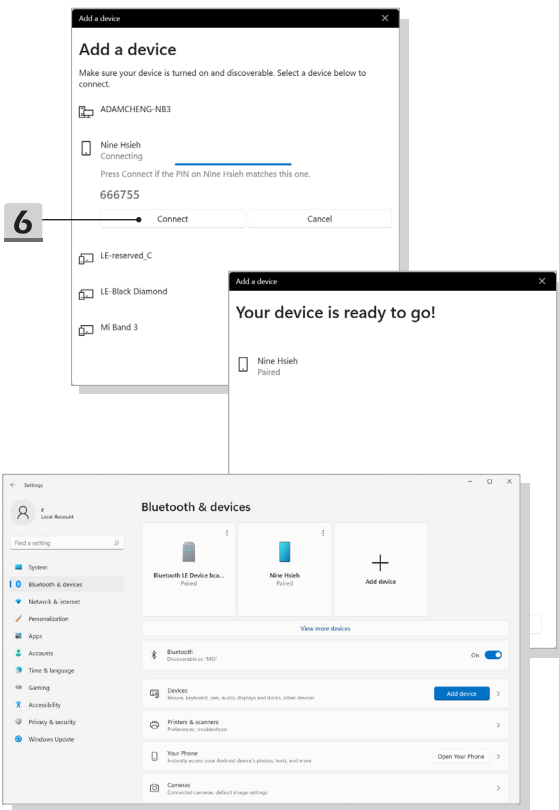 Add a device
Add a device
Make sure your device is turned on and discoverable. Select a device below to
connect.
ADAMCHENG-NB3
Nine Hsieh
Connecting
Press Connect if the PIN on Nine Hsieh matches this one.
666755
6
Connect
Cancel
LE-reserved_C
LE-Black Diamond
Mi Band 3
Add a device
Your device is ready to go!
Nine Hsieh
Paired
Settings
Local Account
Find a setting
System
Bluetooth & devices
Network & internet
Personalization
Apps
Accounts
Time & language
Gaming
Accessibility
Privacy & security
Windows Update
Bluetooth & devices
Bluetooth LE Device bca...
Paired
Nine Hsieh
Paired
Add device
View more devices
Bluetooth
Discoverable as "MSI"
On
Devices
Mouse, keyboard, pen, audio, displays and docks, other devices
Add device
Printers & scanners
Preferences, troubleshoot
Your Phone
Instantly access your Android device's photos, texts, and more
Open Your Phone
Cameras
Connected cameras, default image settings